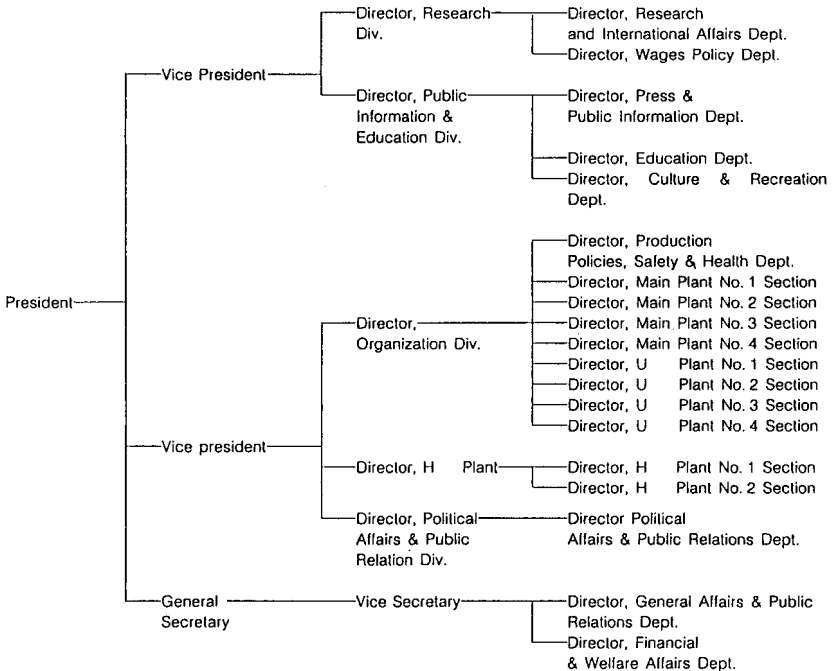 Director, Research
Div.
Director, Research
and International Affairs Dept.
Director, Wages Policy Dept.
Vice President
Director, Public
Information &
Education Div.
Director, Press &
Public Information Dept.
Director, Education Dept.
Director, Culture & Recreation
Dept.
President
Director,
Organization Div.
Director, Production
Policies, Safety & Health Dept.
Director, Main Plant No. 1 Section
Director, Main Plant No. 2 Section
Director, Main Plant No. 3 Section
Director, Main Plant No. 4 Section
Director, U Plant No. 1 Section
Director, U Plant No. 2 Section
Director, U Plant No. 3 Section
Director, U Plant No. 4 Section
Vice president
Director, H Plant
Director, H Plant No. 1 Section
Director, H Plant No. 2 Section
Director, Political
Affairs & Public
Relation Div.
Director Political
Affairs & Public Relations Dept.
General
Secretary
Vice Secretary
Director, General Affairs & Public
Relations Dept.
Director, Financial
& Welfare Affairs Dept.